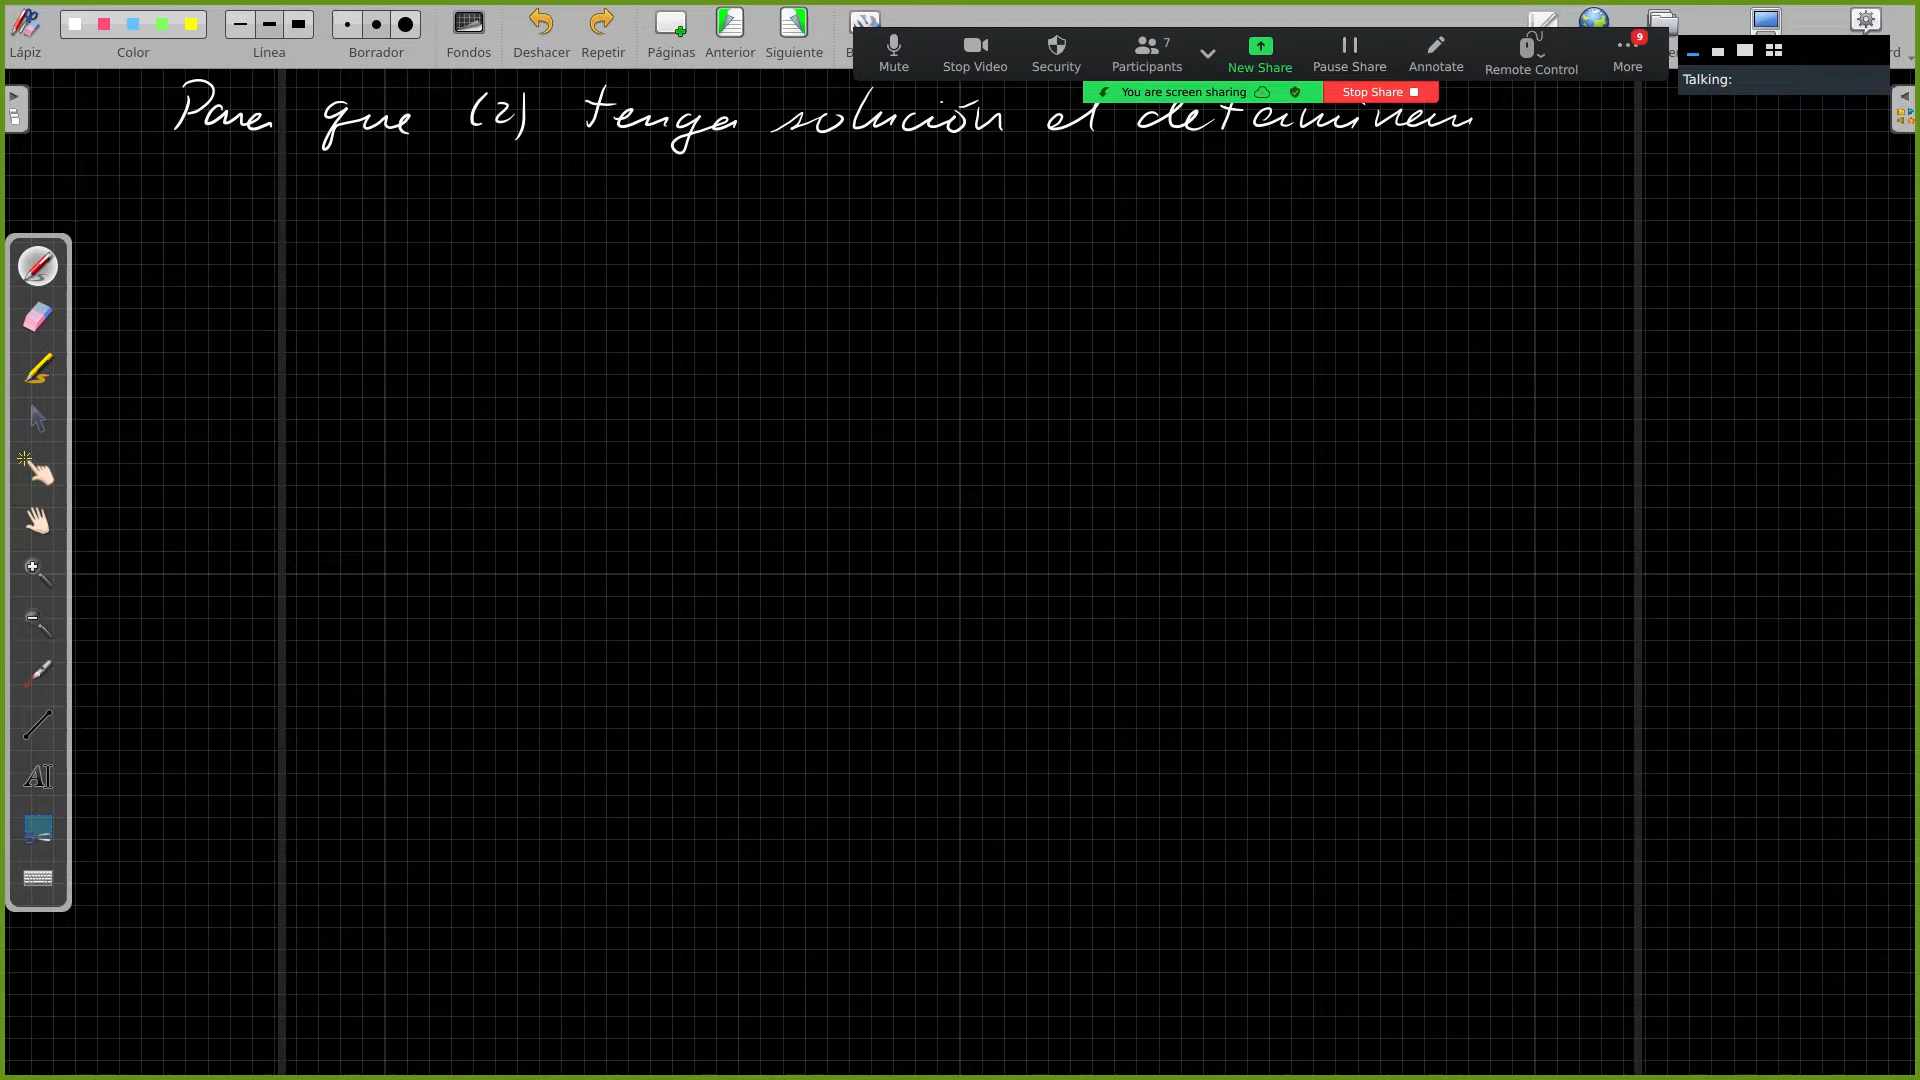 Lápiz Color Línea Borrador Fondos Deshacer Repetir Páginas Anterior Siguiente
Mute Stop Video Security Participants 7 New Share Pause Share Annotate Remote Control More 9
Talking:
You are screen sharing Stop Share
Para que (2) tenga solución el determinan
AI